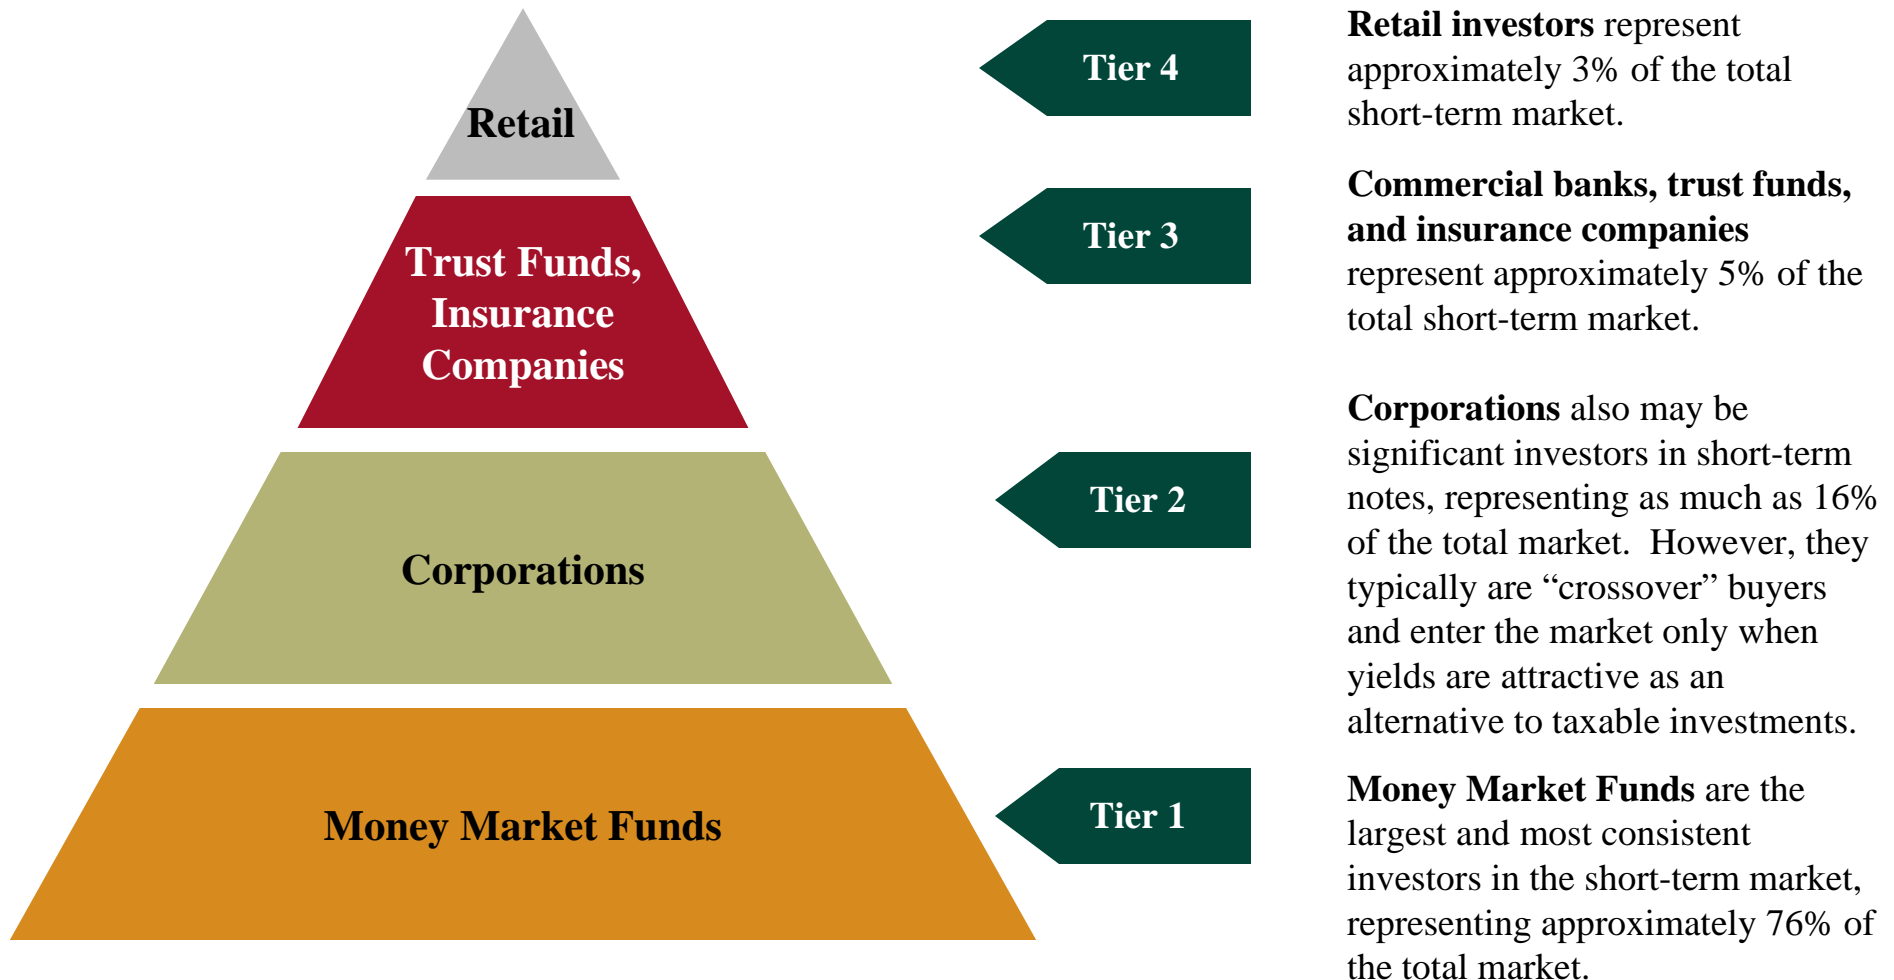 Retail
Tier 4
Retail investors represent
approximately 3% of the total
short-term market.
Trust Funds,
Insurance
Companies
Tier 3
Commercial banks, trust funds,
and insurance companies
represent approximately 5% of the
total short-term market.
Corporations
Tier 2
Corporations also may be
significant investors in short-term
notes, representing as much as 16%
of the total market.  However, they
typically are “crossover” buyers
and enter the market only when
yields are attractive as an
alternative to taxable investments.
Money Market Funds
Tier 1
Money Market Funds are the
largest and most consistent
investors in the short-term market,
representing approximately 76% of
the total market.